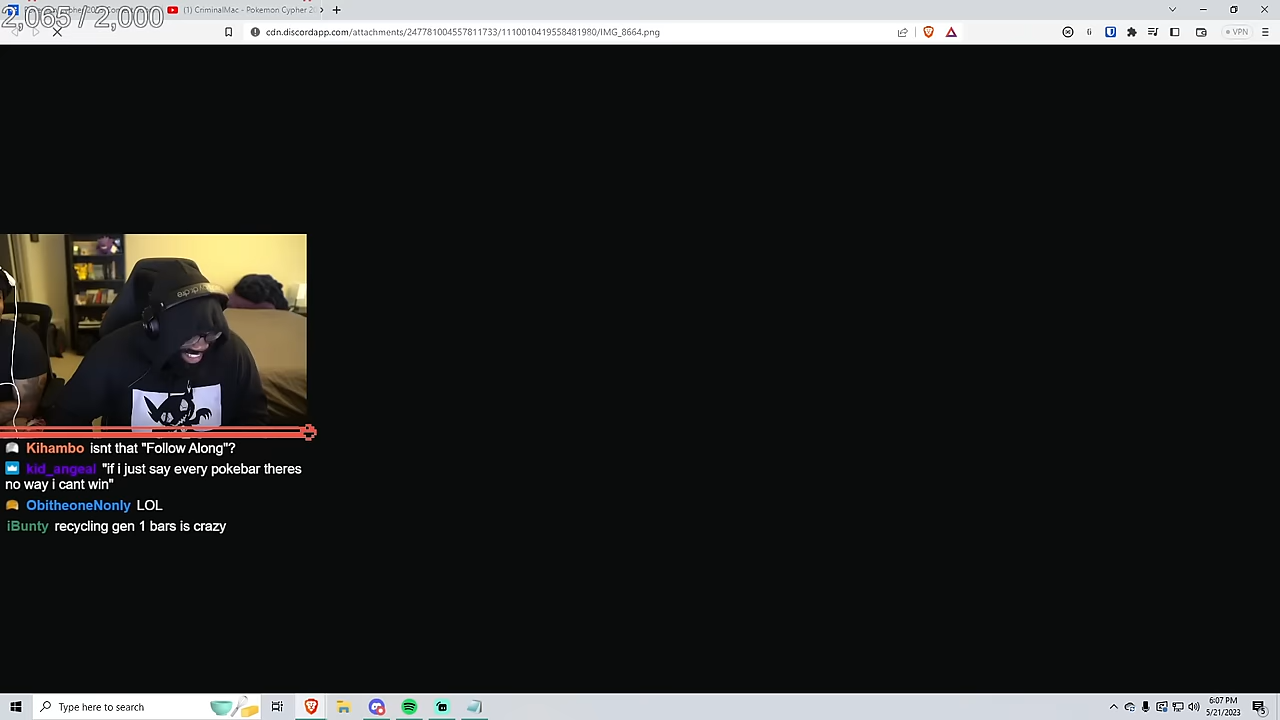 2,065 / 2,000
(1) CriminalMac - Pokemon Cypher 2
cdn.discordapp.com/attachments/247781004557811733/1110010419558481980/IMG_8664.png
VPN
Kihambo isnt that "Follow Along"?
kid_angeal "if i just say every pokebar theres
no way i cant win"
ObitheoneNonly LOL
iBunty recycling gen 1 bars is crazy
Type here to search
6:07 PM
5/21/2023